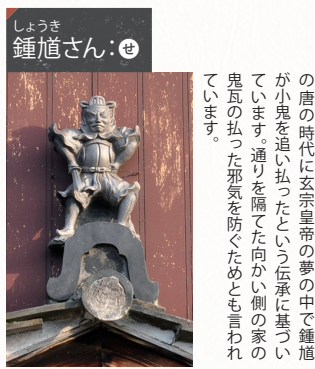 しょうき
鍾馗さん：せ
の唐の時代に玄宗皇帝の夢の中で鍾馗
が小鬼を追い払ったという伝承に基づい
ています。通りを隔てた向かい側の家の
鬼瓦の払った邪気を防ぐためとも言われ
ています。